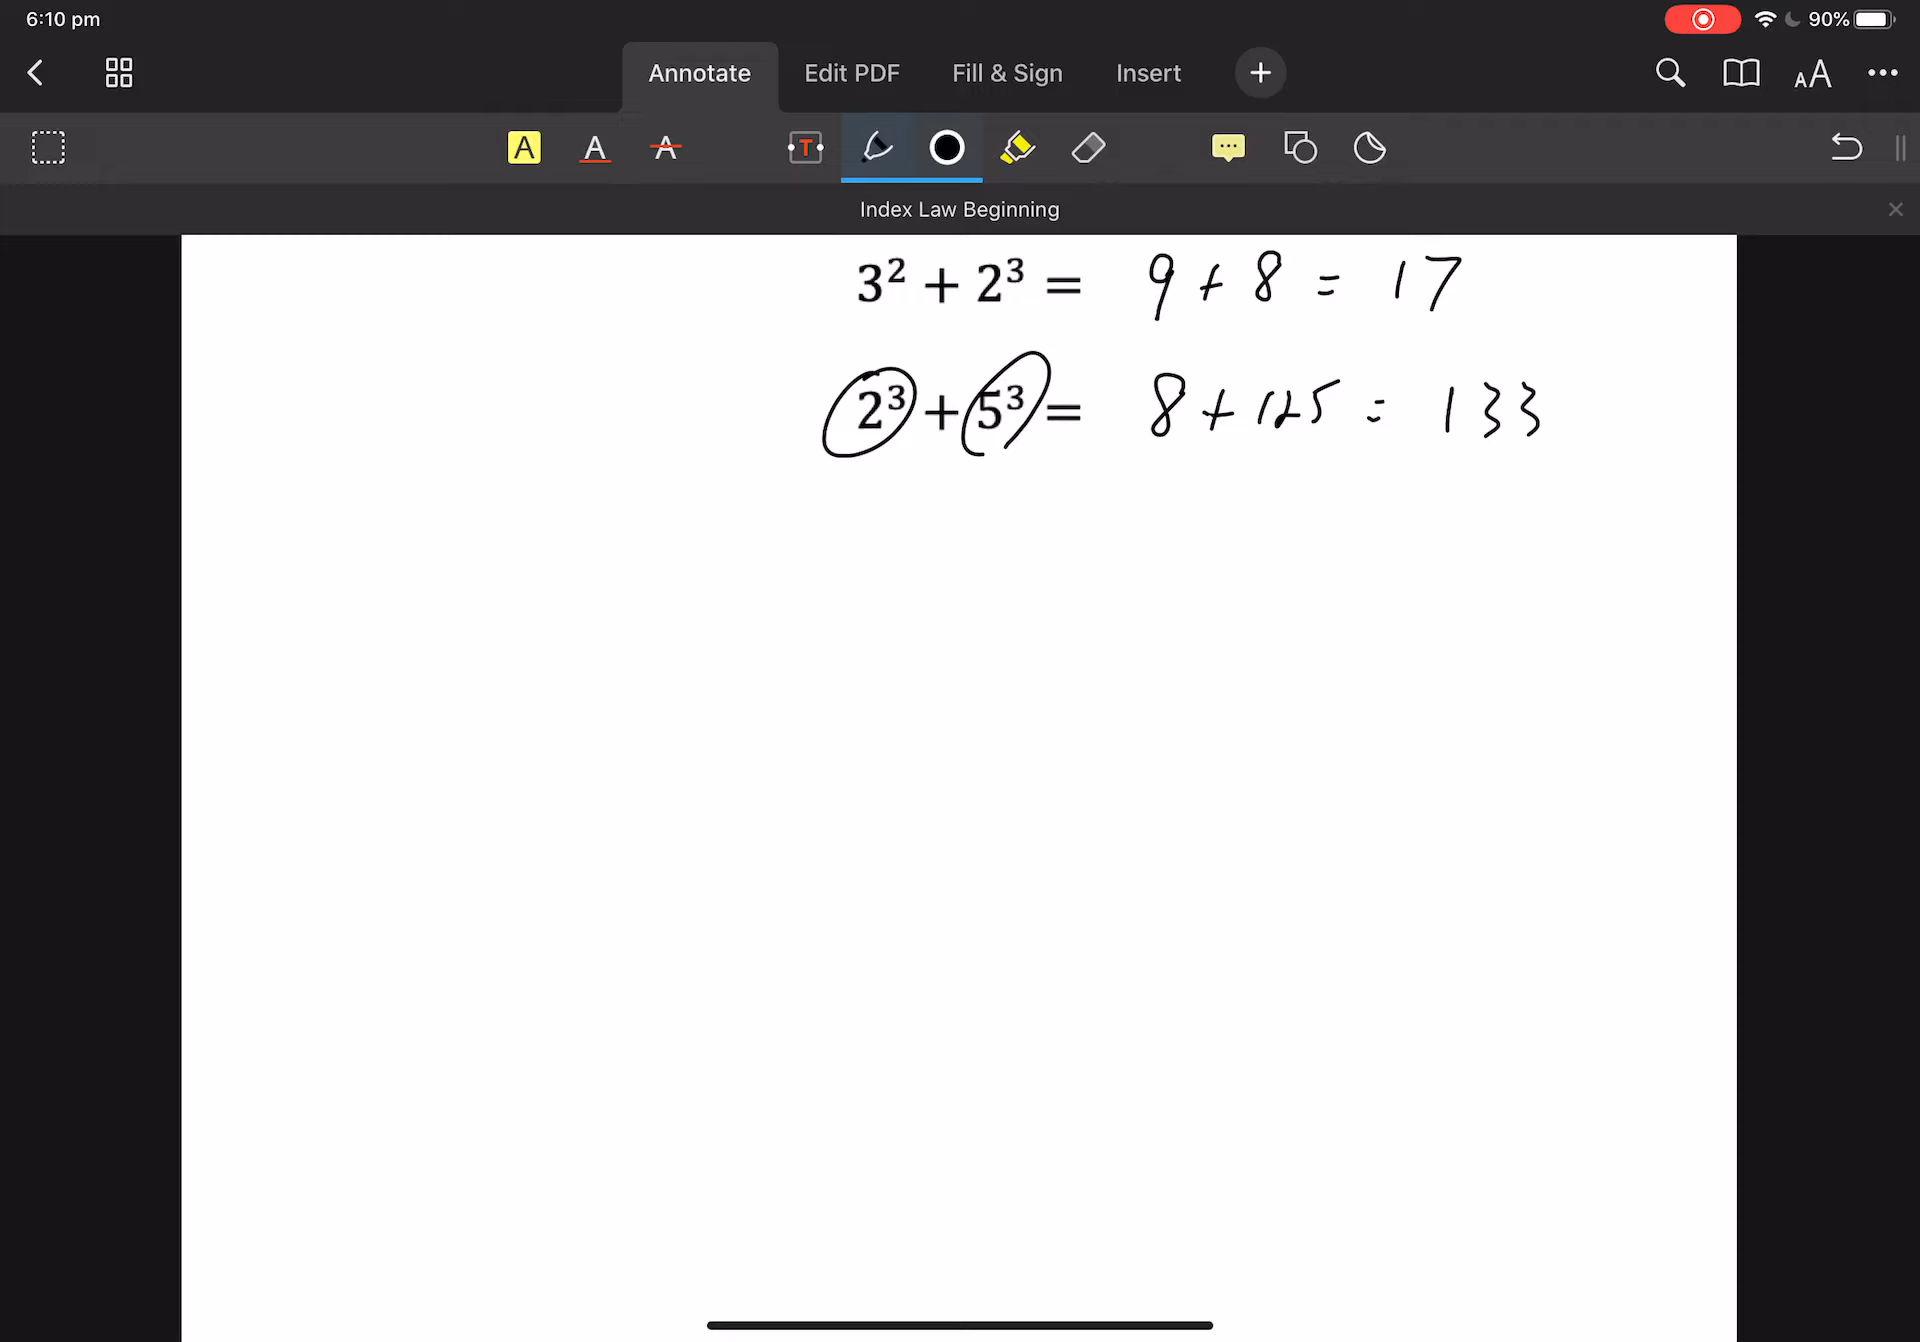 6:10 pm 90%
Annotate Edit PDF Fill & Sign Insert
AA
A A A T
Index Law Beginning
3² + 2³ = 9 + 8 = 17
2³ + 5³ = 8 + 125 = 133